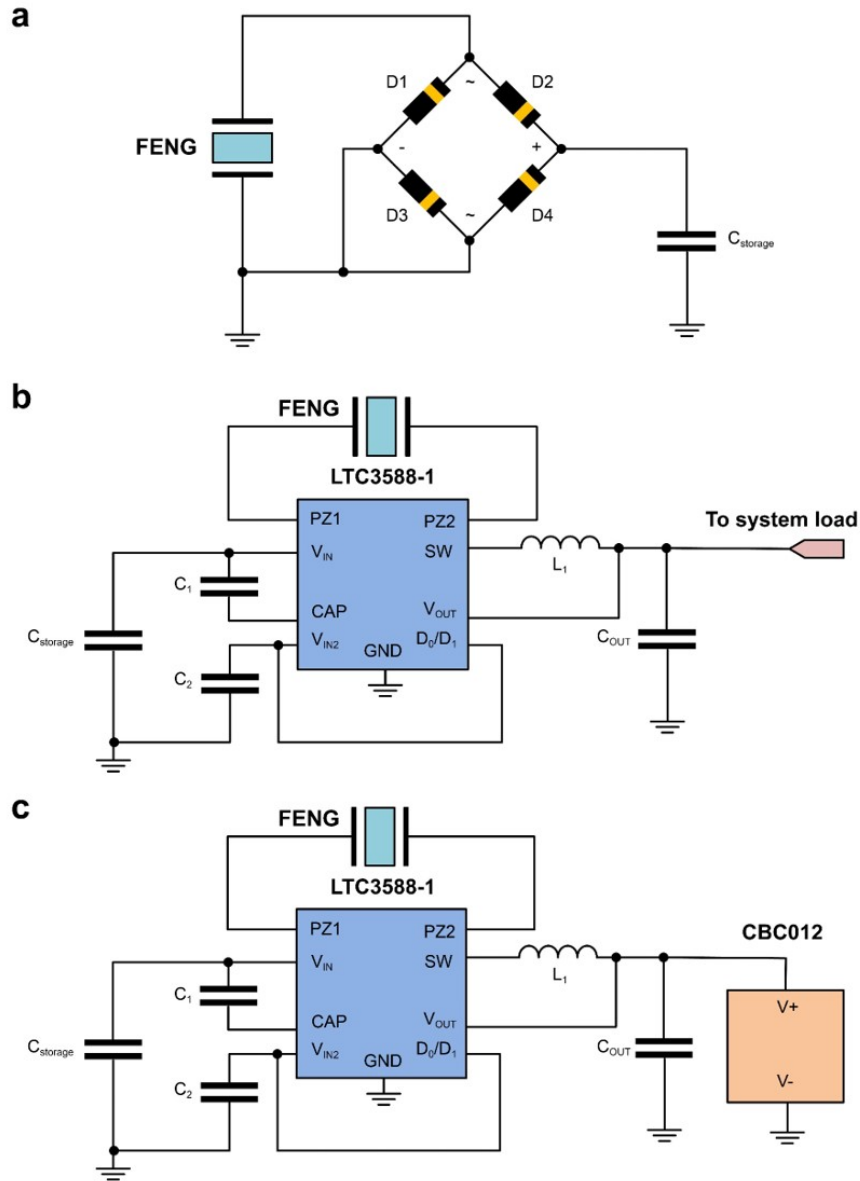 a
D1
~
D2
FENG
-
+
D3
~
D4
Cstorage
b
FENG
LTC3588-1
To system load
PZ1
PZ2
VIN
SW
L1
C1
CAP
VOUT
Cstorage
VIN2
D0/D1
COUT
GND
C2
c
FENG
LTC3588-1
CBC012
PZ1
PZ2
VIN
SW
L1
C1
V+
CAP
VOUT
Cstorage
VIN2
D0/D1
COUT
GND
V-
C2